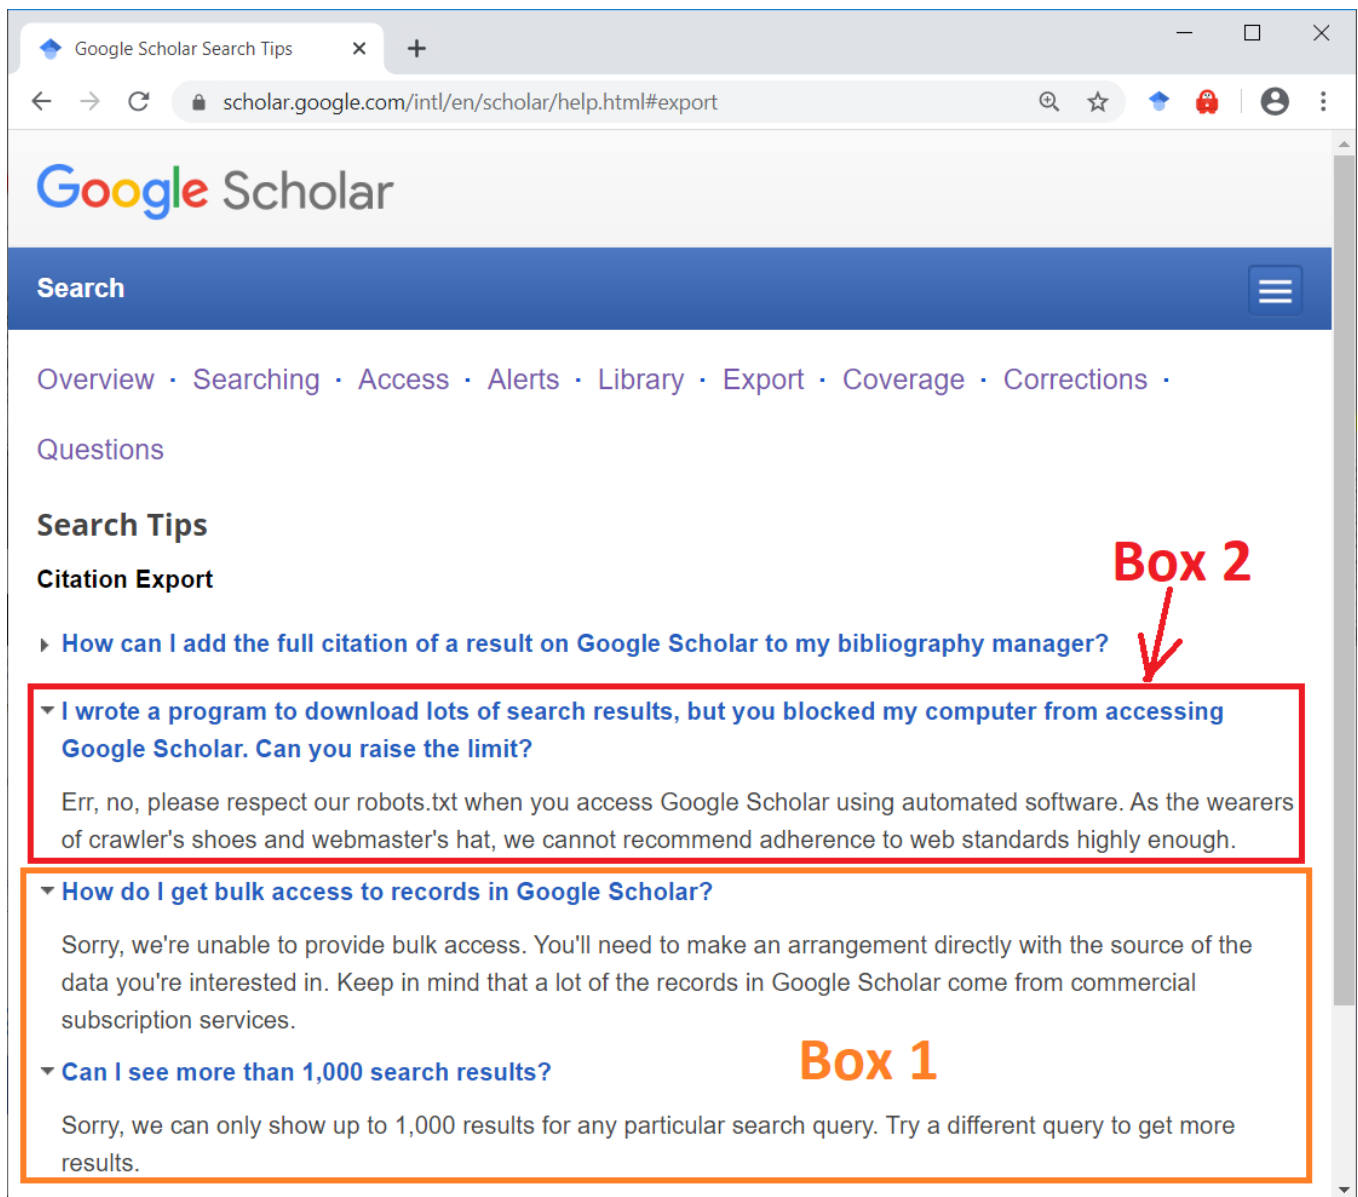 Google Scholar Search Tips
scholar.google.com/intl/en/scholar/help.html#export
Google Scholar
Search
Overview · Searching · Access · Alerts · Library · Export · Coverage · Corrections ·
Questions
Search Tips
Box 2
Citation Export
How can I add the full citation of a result on Google Scholar to my bibliography manager?
I wrote a program to download lots of search results, but you blocked my computer from accessing
Google Scholar. Can you raise the limit?
Err, no, please respect our robots.txt when you access Google Scholar using automated software. As the wearers
of crawler's shoes and webmaster's hat, we cannot recommend adherence to web standards highly enough.
How do I get bulk access to records in Google Scholar?
Sorry, we're unable to provide bulk access. You'll need to make an arrangement directly with the source of the
data you're interested in. Keep in mind that a lot of the records in Google Scholar come from commercial
subscription services.
Box 1
Can I see more than 1,000 search results?
Sorry, we can only show up to 1,000 results for any particular search query. Try a different query to get more
results.